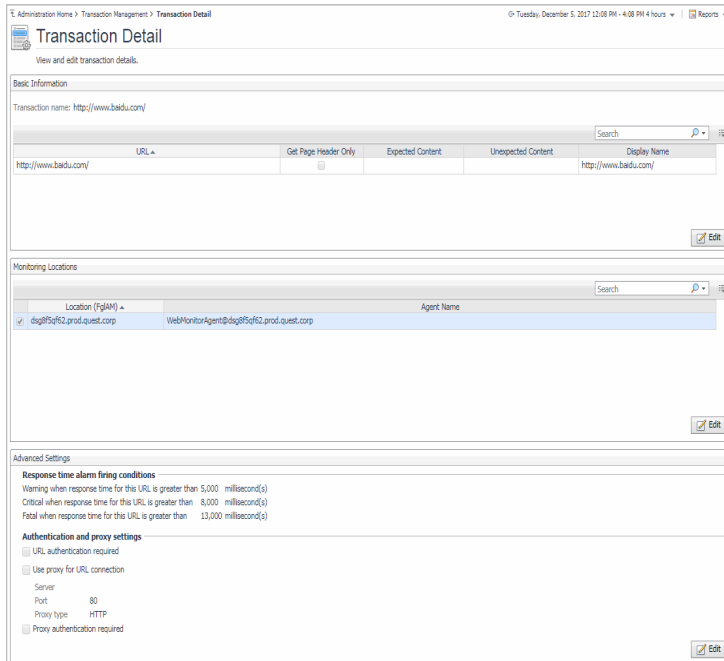 Administration Home > Transaction Management > Transaction Detail
Tuesday, December 5, 2017 12:08 PM - 4:08 PM 4 hours
Reports
Transaction Detail
View and edit transaction details.
Basic Information
Transaction name: http://www.baidu.com/
Search
URL Get Page Header Only Expected Content Unexpected Content Display Name
http://www.baidu.com/ http://www.baidu.com/
Edit
Monitoring Locations
Search
Location (FglAM) Agent Name
dsg8f5qf62.prod.quest.corp WebMonitorAgent@dsg8f5qf62.prod.quest.corp
Edit
Advanced Settings
Response time alarm firing conditions
Warning when response time for this URL is greater than 5,000 millisecond(s)
Critical when response time for this URL is greater than 8,000 millisecond(s)
Fatal when response time for this URL is greater than 13,000 millisecond(s)
Authentication and proxy settings
URL authentication required
Use proxy for URL connection
Server
Port 80
Proxy type HTTP
Proxy authentication required
Edit